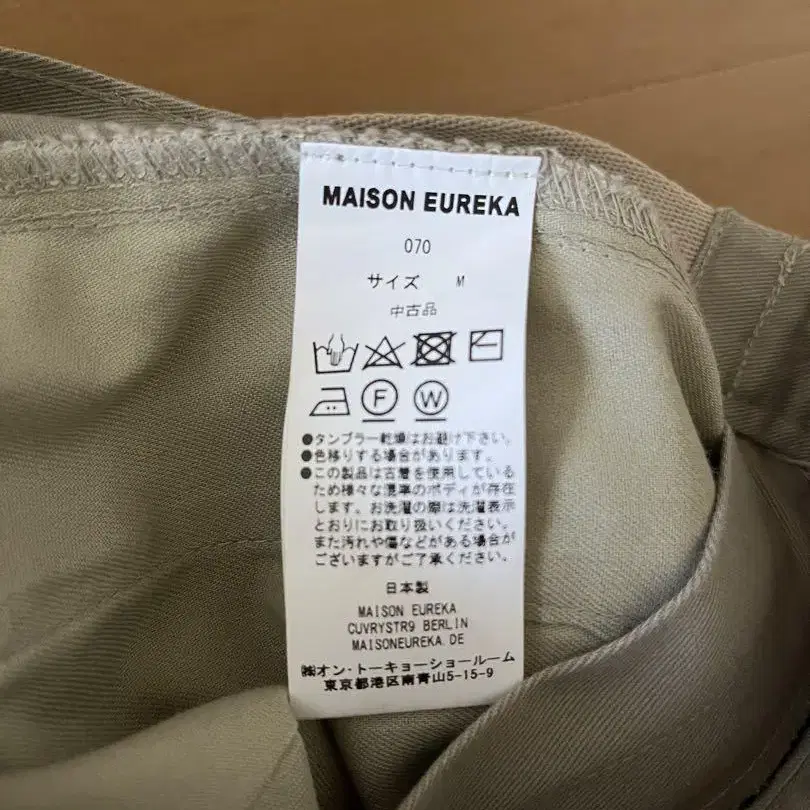 MAISON EUREKA
070
サイズ M
中古品
F W
●タンブラー乾燥はお避け下さい。
●色移りする場合があります。
●この製品は古着を使用している
ため様々な濃率のボディが存在
します。お洗濯の際は洗濯表示
とおりにお取り扱いください。
また汚れや傷などがある場合が
ございますがご了承ください。
日本製
MAISON EUREKA
CUVRYSTR9 BERLIN
MAISONEUREKA.DE
㈱オン・トーキョーショールーム
東京都港区南青山5-15-9